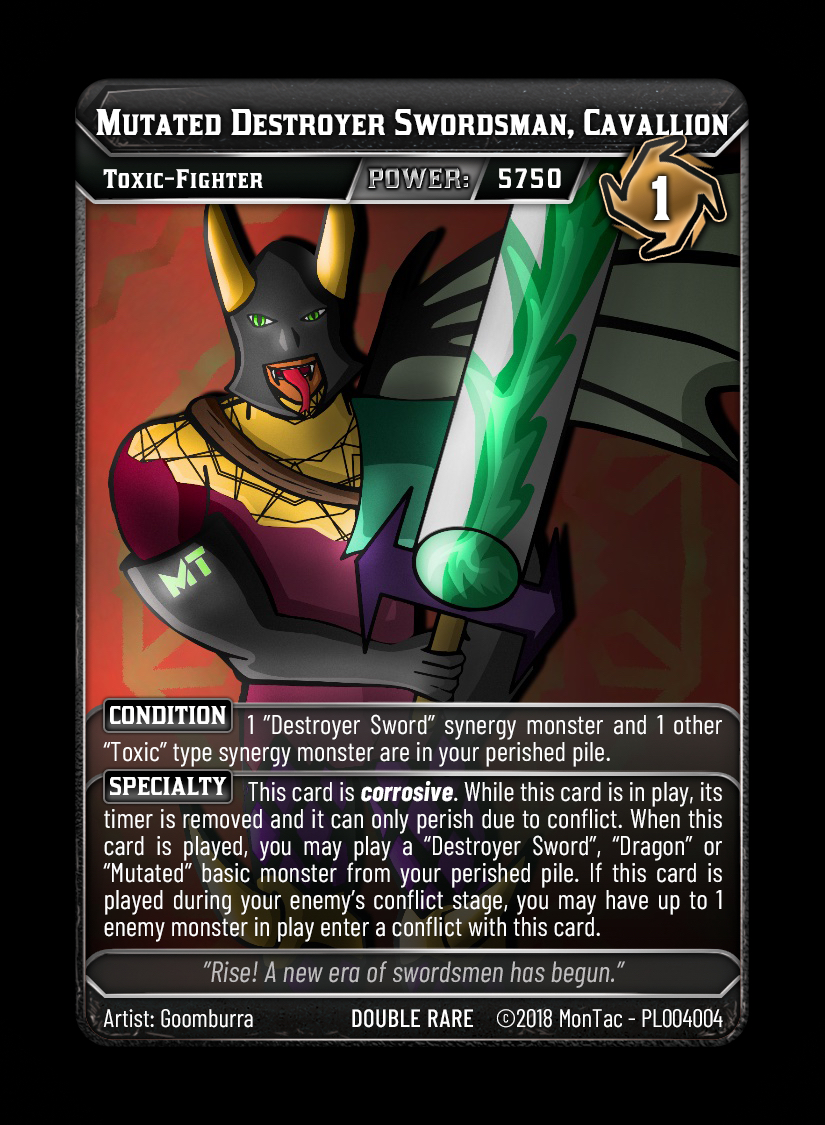 Mutated Destroyer Swordsman, Cavallion
Toxic-Fighter POWER: 5750
1
MT
CONDITION 1 "Destroyer Sword" synergy monster and 1 other
"Toxic" type synergy monster are in your perished pile.
SPECIALTY This card is corrosive. While this card is in play, its
timer is removed and it can only perish due to conflict. When this
card is played, you may play a "Destroyer Sword", "Dragon" or
"Mutated" basic monster from your perished pile. If this card is
played during your enemy's conflict stage, you may have up to 1
enemy monster in play enter a conflict with this card.
"Rise! A new era of swordsmen has begun."
Artist: Goomburra DOUBLE RARE ©2018 MonTac - PL004004